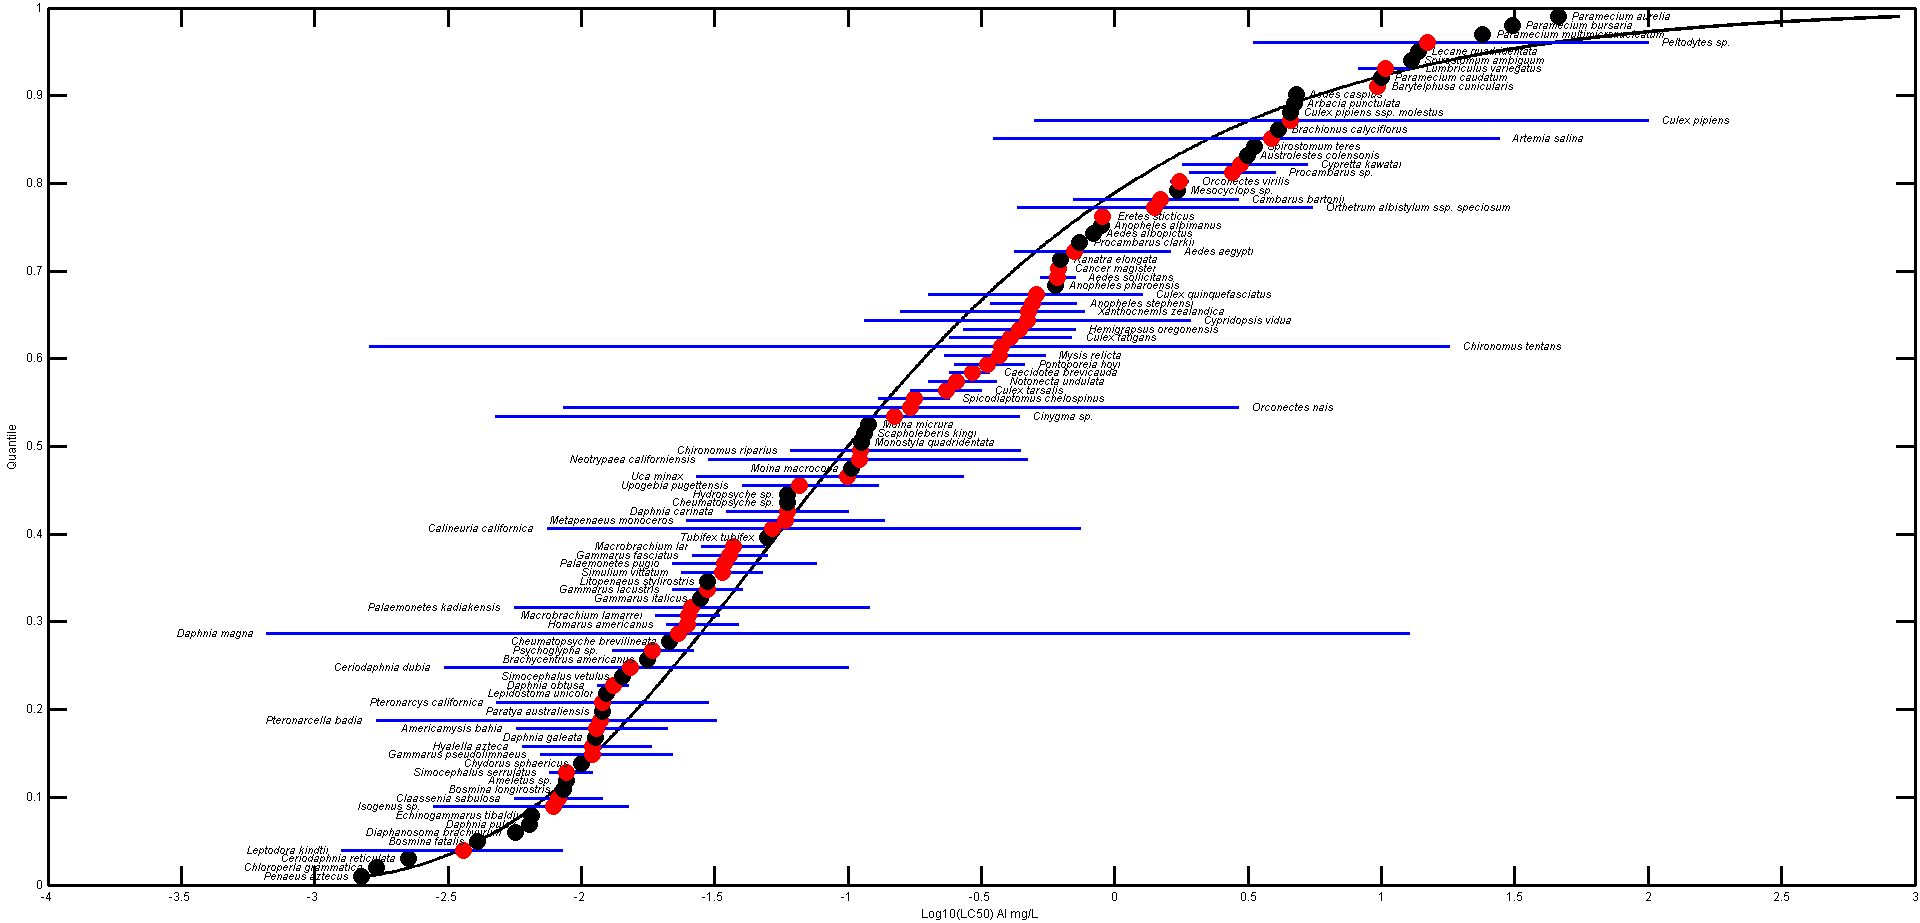 1
Paramecium aurelia
Paramecium bursaria
Paramecium multimicronucleatum
Peltodytes sp.
Lecane quadridentata
Spirostomum ambiguum
Lumbriculus variegatus
Paramecium caudatum
Barytelphusa cunicularis
0.9
Aedes caspius
Arbacia punctulata
Culex pipiens ssp. molestus
Culex pipiens
Brachionus calyciflorus
Artemia salina
Spirostomum teres
Austrolestes colensonis
Cypretta kawatai
Procambarus sp.
0.8
Orconectes virilis
Mesocyclops sp.
Cambarus bartonii
Orthetrum albistylum ssp. speciosum
Eretes sticticus
Anopheles albimanus
Aedes albopictus
Procambarus clarkii
Aedes aegypti
Ranatra elongata
0.7
Cancer magister
Aedes sollicitans
Anopheles pharoensis
Culex quinquefasciatus
Anopheles stephensi
Xanthocnemis zealandica
Cypridopsis vidua
Hemigrapsus oregonensis
Culex fatigans
Chironomus tentans
0.6
Mysis relicta
Pontoporeia hoyi
Caecidotea brevicauda
Notonecta undulata
Culex tarsalis
Spicodiaptomus chelospinus
Orconectes nais
Cinygma sp.
Moina micrura
Scapholeberis kingi
Monostyla quadridentata
0.5
Quantile
Chironomus riparius
Neotrypaea californiensis
Moina macrocopa
Uca minax
Upogebia pugettensis
Hydropsyche sp.
Cheumatopsyche sp.
Daphnia carinata
Metapenaeus monoceros
Calineuria californica
0.4
Tubifex tubifex
Macrobrachium lar
Gammarus fasciatus
Palaemonetes pugio
Simulium vittatum
Litopenaeus stylirostris
Gammarus lacustris
Gammarus italicus
Palaemonetes kadiakensis
Macrobrachium lamarrei
0.3
Homarus americanus
Daphnia magna
Cheumatopsyche brevilineata
Psychoglypha sp.
Brachycentrus americanus
Ceriodaphnia dubia
Simocephalus vetulus
Daphnia obtusa
Lepidostoma unicolor
Pteronarcys californica
0.2
Paratya australiensis
Pteronarcella badia
Americamysis bahia
Daphnia galeata
Hyalella azteca
Gammarus pseudolimnaeus
Chydorus sphaericus
Simocephalus serrulatus
Ameletus sp.
Bosmina longirostris
0.1
Claassenia sabulosa
Isogenus sp.
Echinogammarus tibaldii
Daphnia pulex
Diaphanosoma brachyurum
Bosmina fatalis
Leptodora kindtii
Ceriodaphnia reticulata
Chloroperla grammatica
Penaeus aztecus
0
-4 -3.5 -3 -2.5 -2 -1.5 -1 -0.5 0 0.5 1 1.5 2 2.5 3
Log10(LC50) Al mg/L